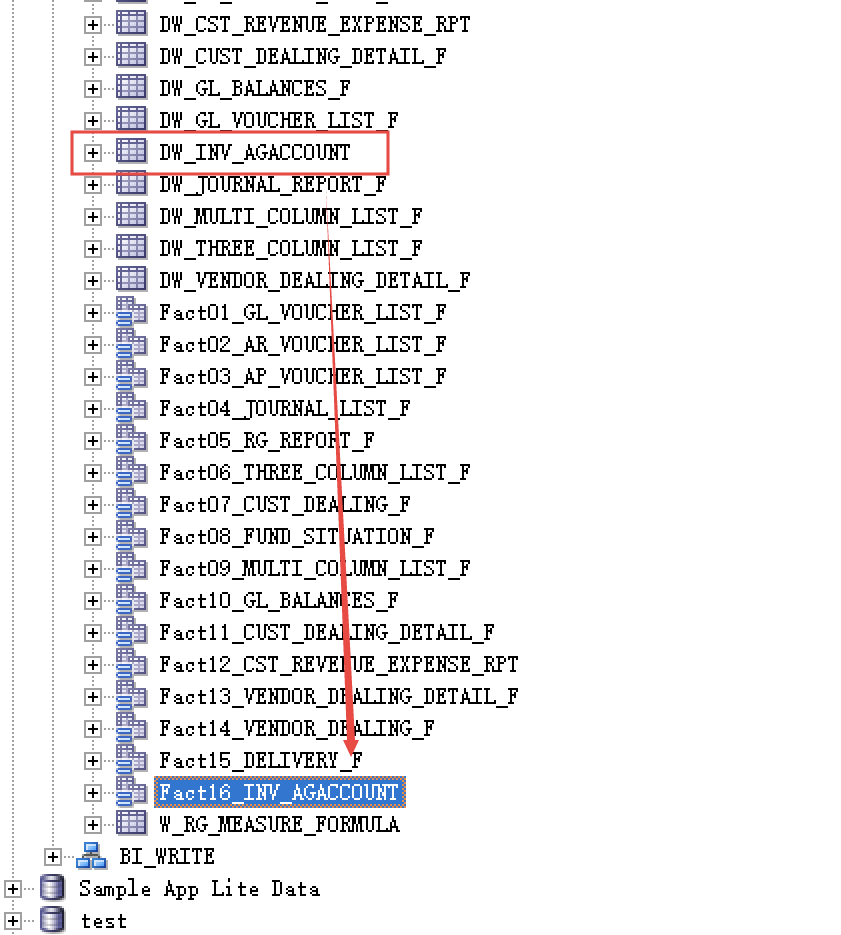 DW_CST_REVENUE_EXPENSE_RPT
DW_CUST_DEALING_DETAIL_F
DW_GL_BALANCES_F
DW_GL_VOUCHER_LIST_F
DW_INV_AGACCOUNT
DW_JOURNAL_REPORT_F
DW_MULTI_COLUMN_LIST_F
DW_THREE_COLUMN_LIST_F
DW_VENDOR_DEALING_DETAIL_F
Fact01_GL_VOUCHER_LIST_F
Fact02_AR_VOUCHER_LIST_F
Fact03_AP_VOUCHER_LIST_F
Fact04_JOURNAL_LIST_F
Fact05_RG_REPORT_F
Fact06_THREE_COLUMN_LIST_F
Fact07_CUST_DEALING_F
Fact08_FUND_SITUATION_F
Fact09_MULTI_COLUMN_LIST_F
Fact10_GL_BALANCES_F
Fact11_CUST_DEALING_DETAIL_F
Fact12_CST_REVENUE_EXPENSE_RPT
Fact13_VENDOR_DEALING_DETAIL_F
Fact14_VENDOR_DEALING_F
Fact15_DELIVERY_F
Fact16_INV_AGACCOUNT
W_RG_MEASURE_FORMULA
BI_WRITE
Sample App Lite Data
test